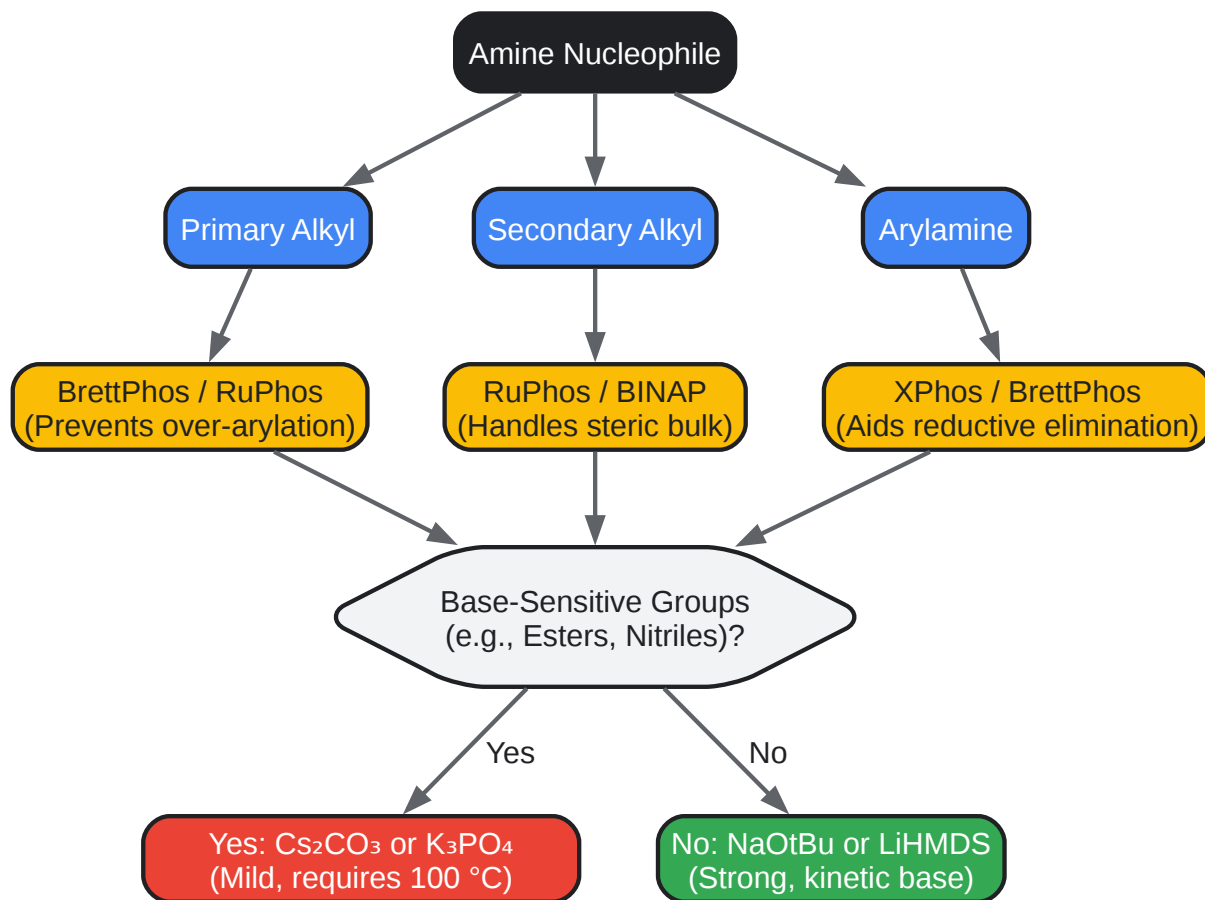 Amine Nucleophile
Primary Alkyl
Secondary Alkyl
Arylamine
BrettPhos / RuPhos
(Prevents over-arylation)
RuPhos / BINAP
(Handles steric bulk)
XPhos / BrettPhos
(Aids reductive elimination)
Base-Sensitive Groups
(e.g., Esters, Nitriles)?
Yes
No
Yes: Cs₂CO₃ or K₃PO₄
(Mild, requires 100 °C)
No: NaOtBu or LiHMDS
(Strong, kinetic base)